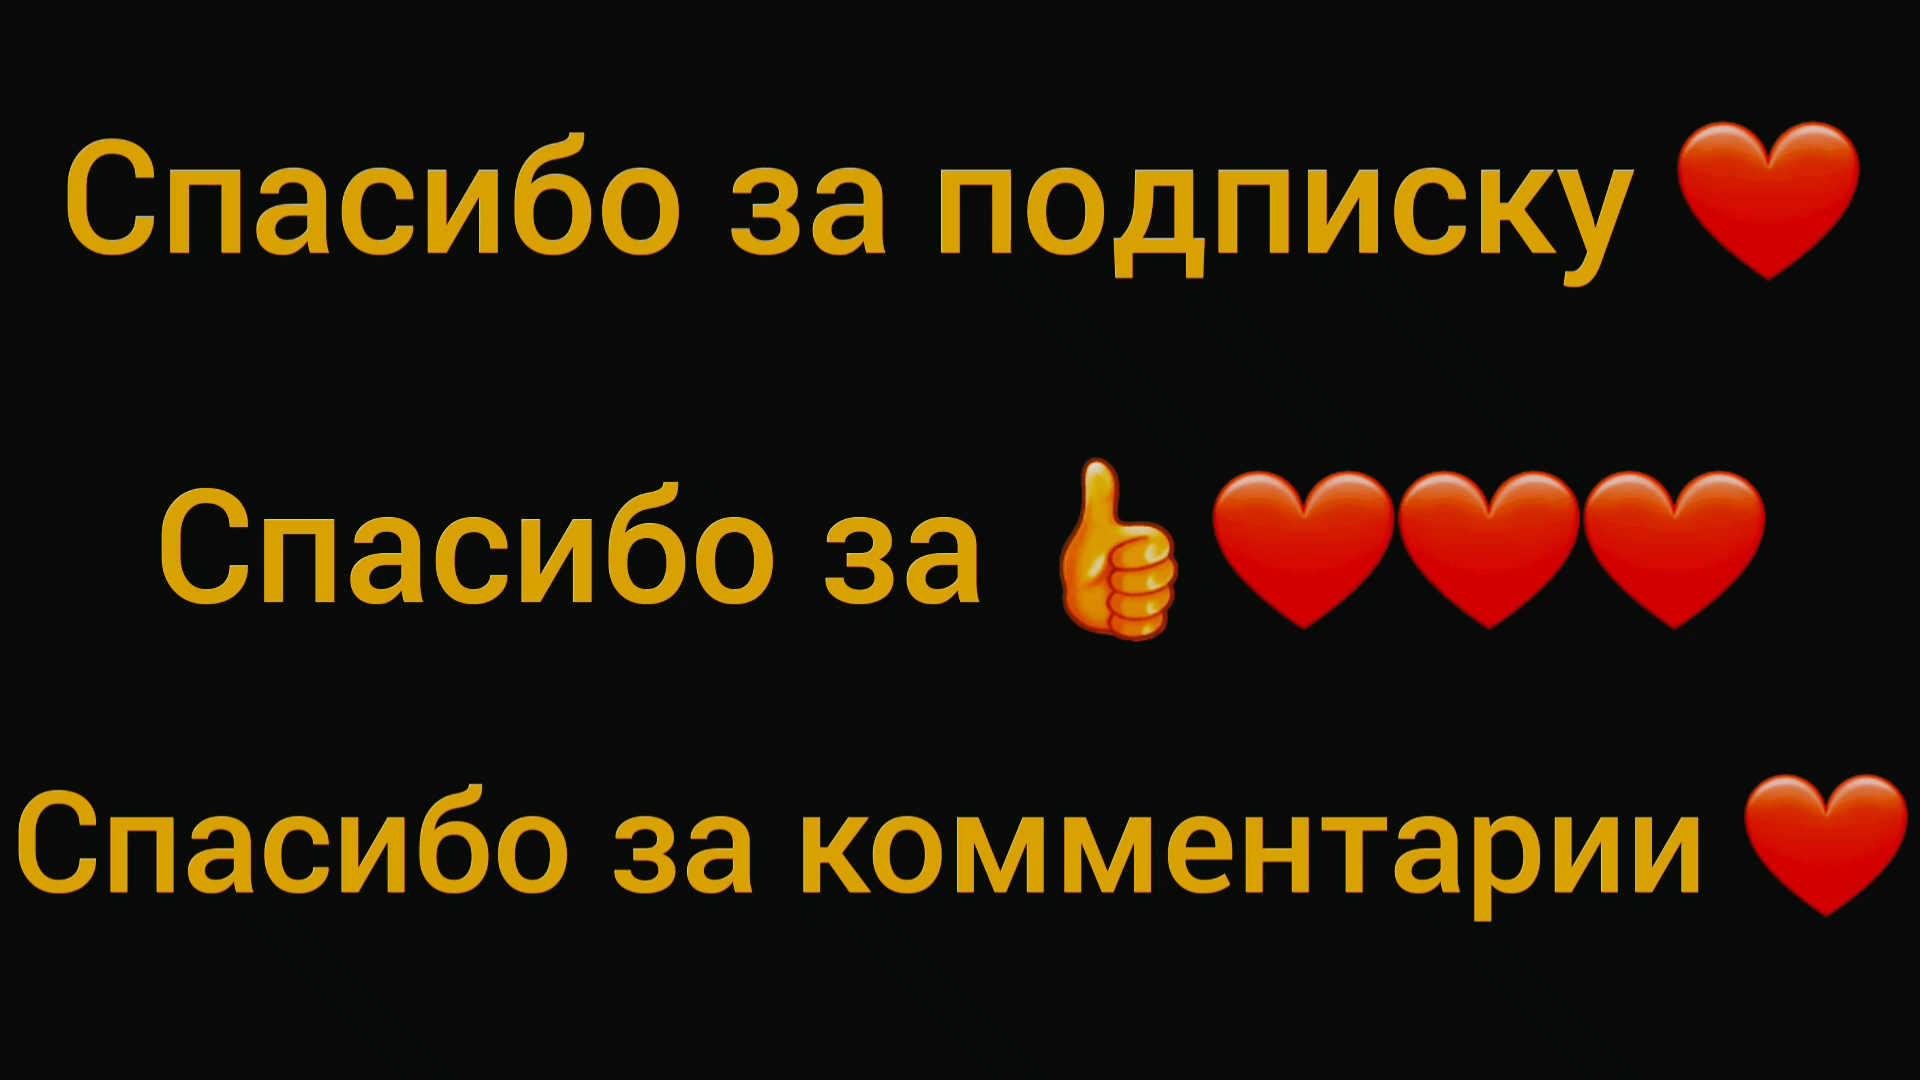 Спасибо за подписку ❤️
Спасибо за 👍❤️❤️❤️
Спасибо за комментарии ❤️